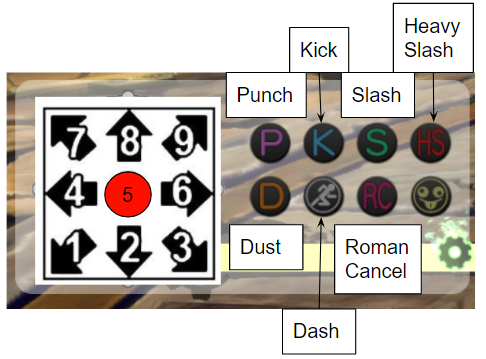 Heavy
Slash
Kick
Punch
Slash
7 8 9
P K S HS
4 5 6
D RC
1 2 3
Dust
Roman
Cancel
Dash